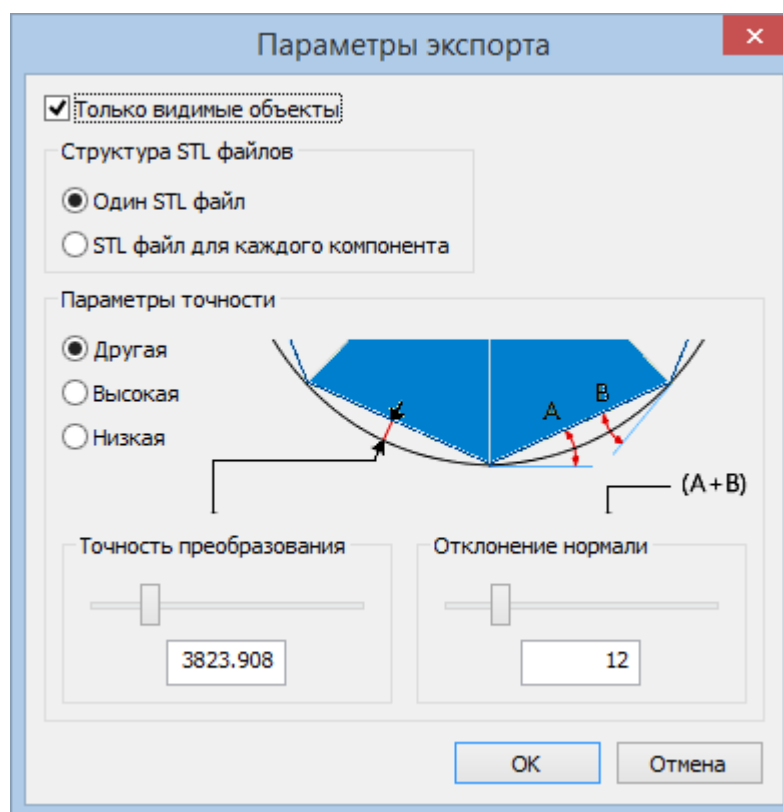 Параметры экспорта
Только видимые объекты
Структура STL файлов
Один STL файл
STL файл для каждого компонента
Параметры точности
Другая
Высокая
Низкая
A
B
(A+B)
Точность преобразования
Отклонение нормали
3823.908
12
OK
Отмена